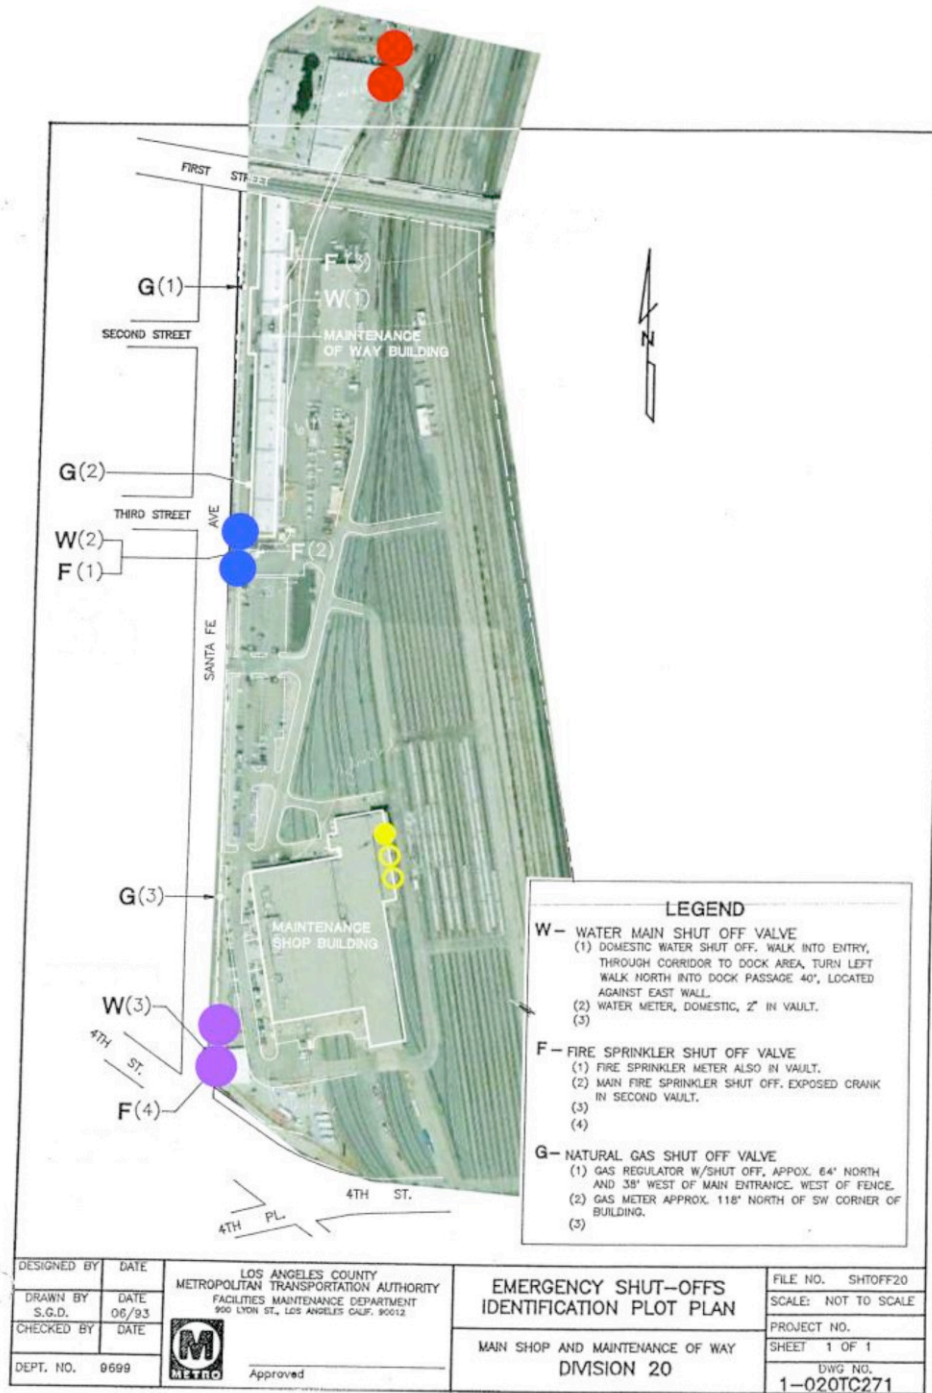 FIRST STREET
F(3)
G(1)
W(1)
SECOND STREET
MAINTENANCE
OF WAY BUILDING
N
G(2)
THIRD STREET
AVE
W(2)
F(2)
F(1)
SANTA FE
G(3)
MAINTENANCE
SHOP BUILDING
W(3)
4TH ST.
F(4)
4TH ST.
4TH PL.
LEGEND
W- WATER MAIN SHUT OFF VALVE
(1) DOMESTIC WATER SHUT OFF. WALK INTO ENTRY,
THROUGH CORRIDOR TO DOCK AREA, TURN LEFT
WALK NORTH INTO DOCK PASSAGE 40', LOCATED
AGAINST EAST WALL.
(2) WATER METER, DOMESTIC, 2" IN VAULT.
(3)
F- FIRE SPRINKLER SHUT OFF VALVE
(1) FIRE SPRINKLER METER ALSO IN VAULT.
(2) MAIN FIRE SPRINKLER SHUT OFF. EXPOSED CRANK
IN SECOND VAULT.
(3)
(4)
G- NATURAL GAS SHUT OFF VALVE
(1) GAS REGULATOR W/SHUT OFF, APPOX. 64' NORTH
AND 38' WEST OF MAIN ENTRANCE. WEST OF FENCE.
(2) GAS METER APPROX. 118' NORTH OF SW CORNER OF
BUILDING.
(3)
DESIGNED BY DATE
DRAWN BY DATE
S.G.D. 06/93
CHECKED BY DATE
DEPT. NO. 9699
LOS ANGELES COUNTY
METROPOLITAN TRANSPORTATION AUTHORITY
FACILITIES MAINTENANCE DEPARTMENT
900 LYON ST., LOS ANGELES CALIF. 90012
M
METRO
Approved
EMERGENCY SHUT-OFFS
IDENTIFICATION PLOT PLAN
MAIN SHOP AND MAINTENANCE OF WAY
DIVISION 20
FILE NO. SHTOFF20
SCALE: NOT TO SCALE
PROJECT NO.
SHEET 1 OF 1
DWG NO.
1-020TC271